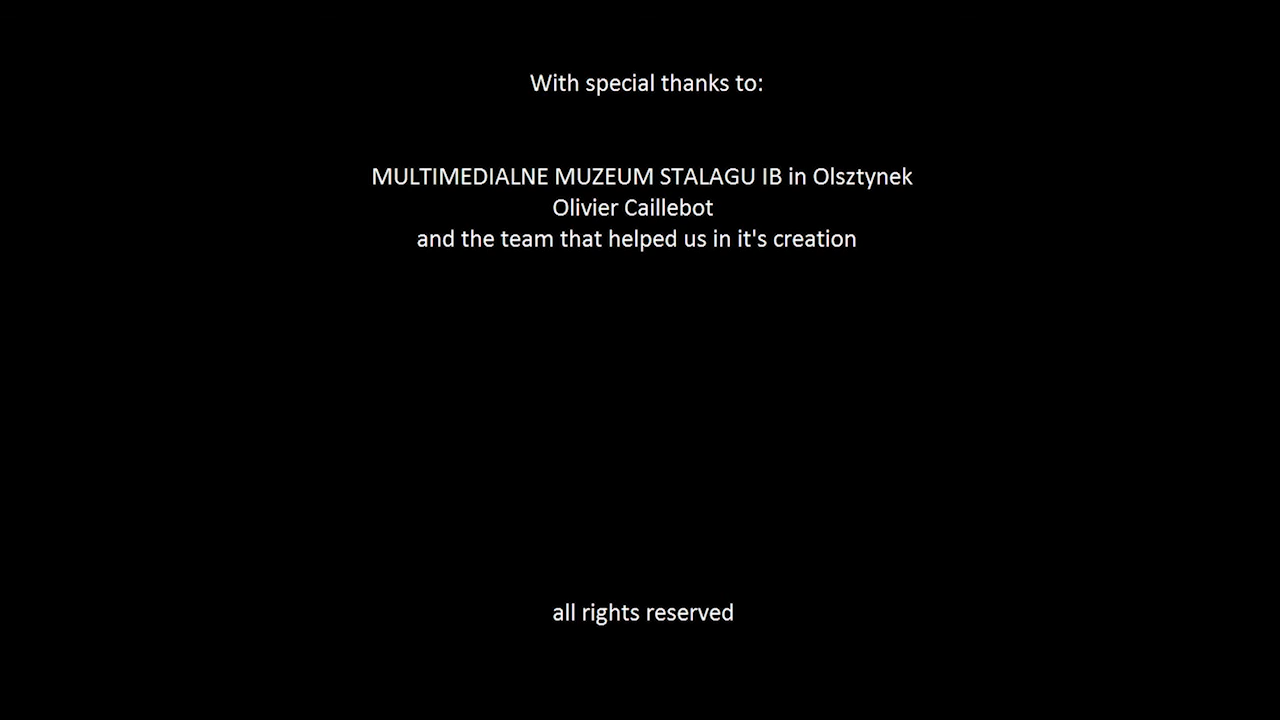 With special thanks to:
MULTIMEDIALNE MUZEUM STALAGU IB in Olsztynek
Olivier Caillebot
and the team that helped us in it's creation
all rights reserved